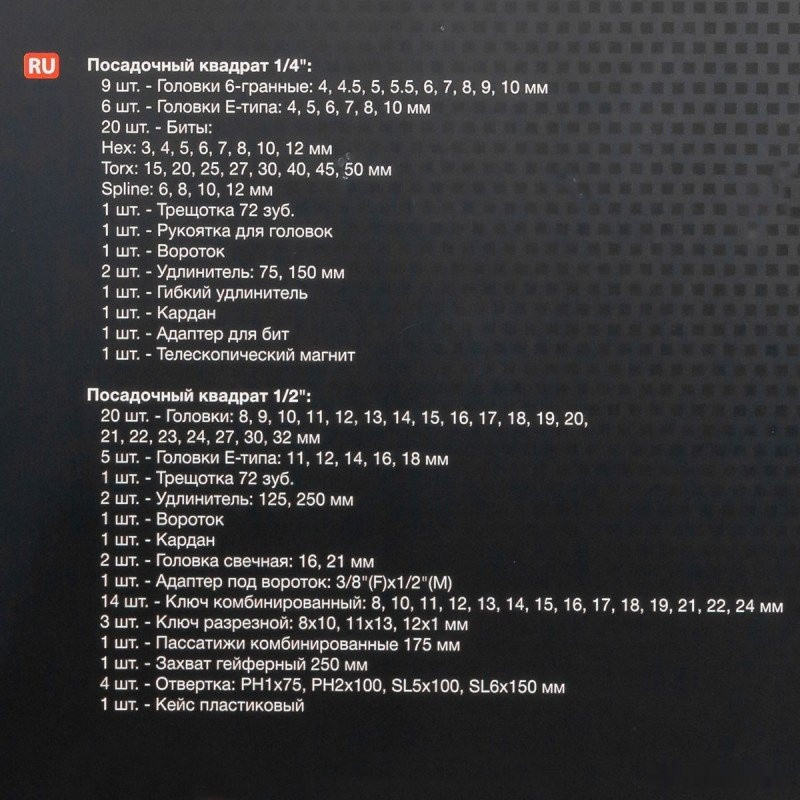 RU
Посадочный квадрат 1/4":
9 шт. - Головки 6-гранные: 4, 4.5, 5, 5.5, 6, 7, 8, 9, 10 мм
6 шт. - Головки Е-типа: 4, 5, 6, 7, 8, 10 мм
20 шт. - Биты:
Hex: 3, 4, 5, 6, 7, 8, 10, 12 мм
Torx: 15, 20, 25, 27, 30, 40, 45, 50 мм
Spline: 6, 8, 10, 12 мм
1 шт. - Трещотка 72 зуб.
1 шт. - Рукоятка для головок
1 шт. - Вороток
2 шт. - Удлинитель: 75, 150 мм
1 шт. - Гибкий удлинитель
1 шт. - Кардан
1 шт. - Адаптер для бит
1 шт. - Телескопический магнит
Посадочный квадрат 1/2":
20 шт. - Головки: 8, 9, 10, 11, 12, 13, 14, 15, 16, 17, 18, 19, 20,
21, 22, 23, 24, 27, 30, 32 мм
5 шт. - Головки Е-типа: 11, 12, 14, 16, 18 мм
1 шт. - Трещотка 72 зуб.
2 шт. - Удлинитель: 125, 250 мм
1 шт. - Вороток
1 шт. - Кардан
2 шт. - Головка свечная: 16, 21 мм
1 шт. - Адаптер под вороток: 3/8"(F)x1/2"(M)
14 шт. - Ключ комбинированный: 8, 10, 11, 12, 13, 14, 15, 16, 17, 18, 19, 21, 22, 24 мм
3 шт. - Ключ разрезной: 8х10, 11х13, 12х1 мм
1 шт. - Пассатижи комбинированные 175 мм
1 шт. - Захват гейферный 250 мм
4 шт. - Отвертка: PH1x75, PH2x100, SL5x100, SL6x150 мм
1 шт. - Кейс пластиковый